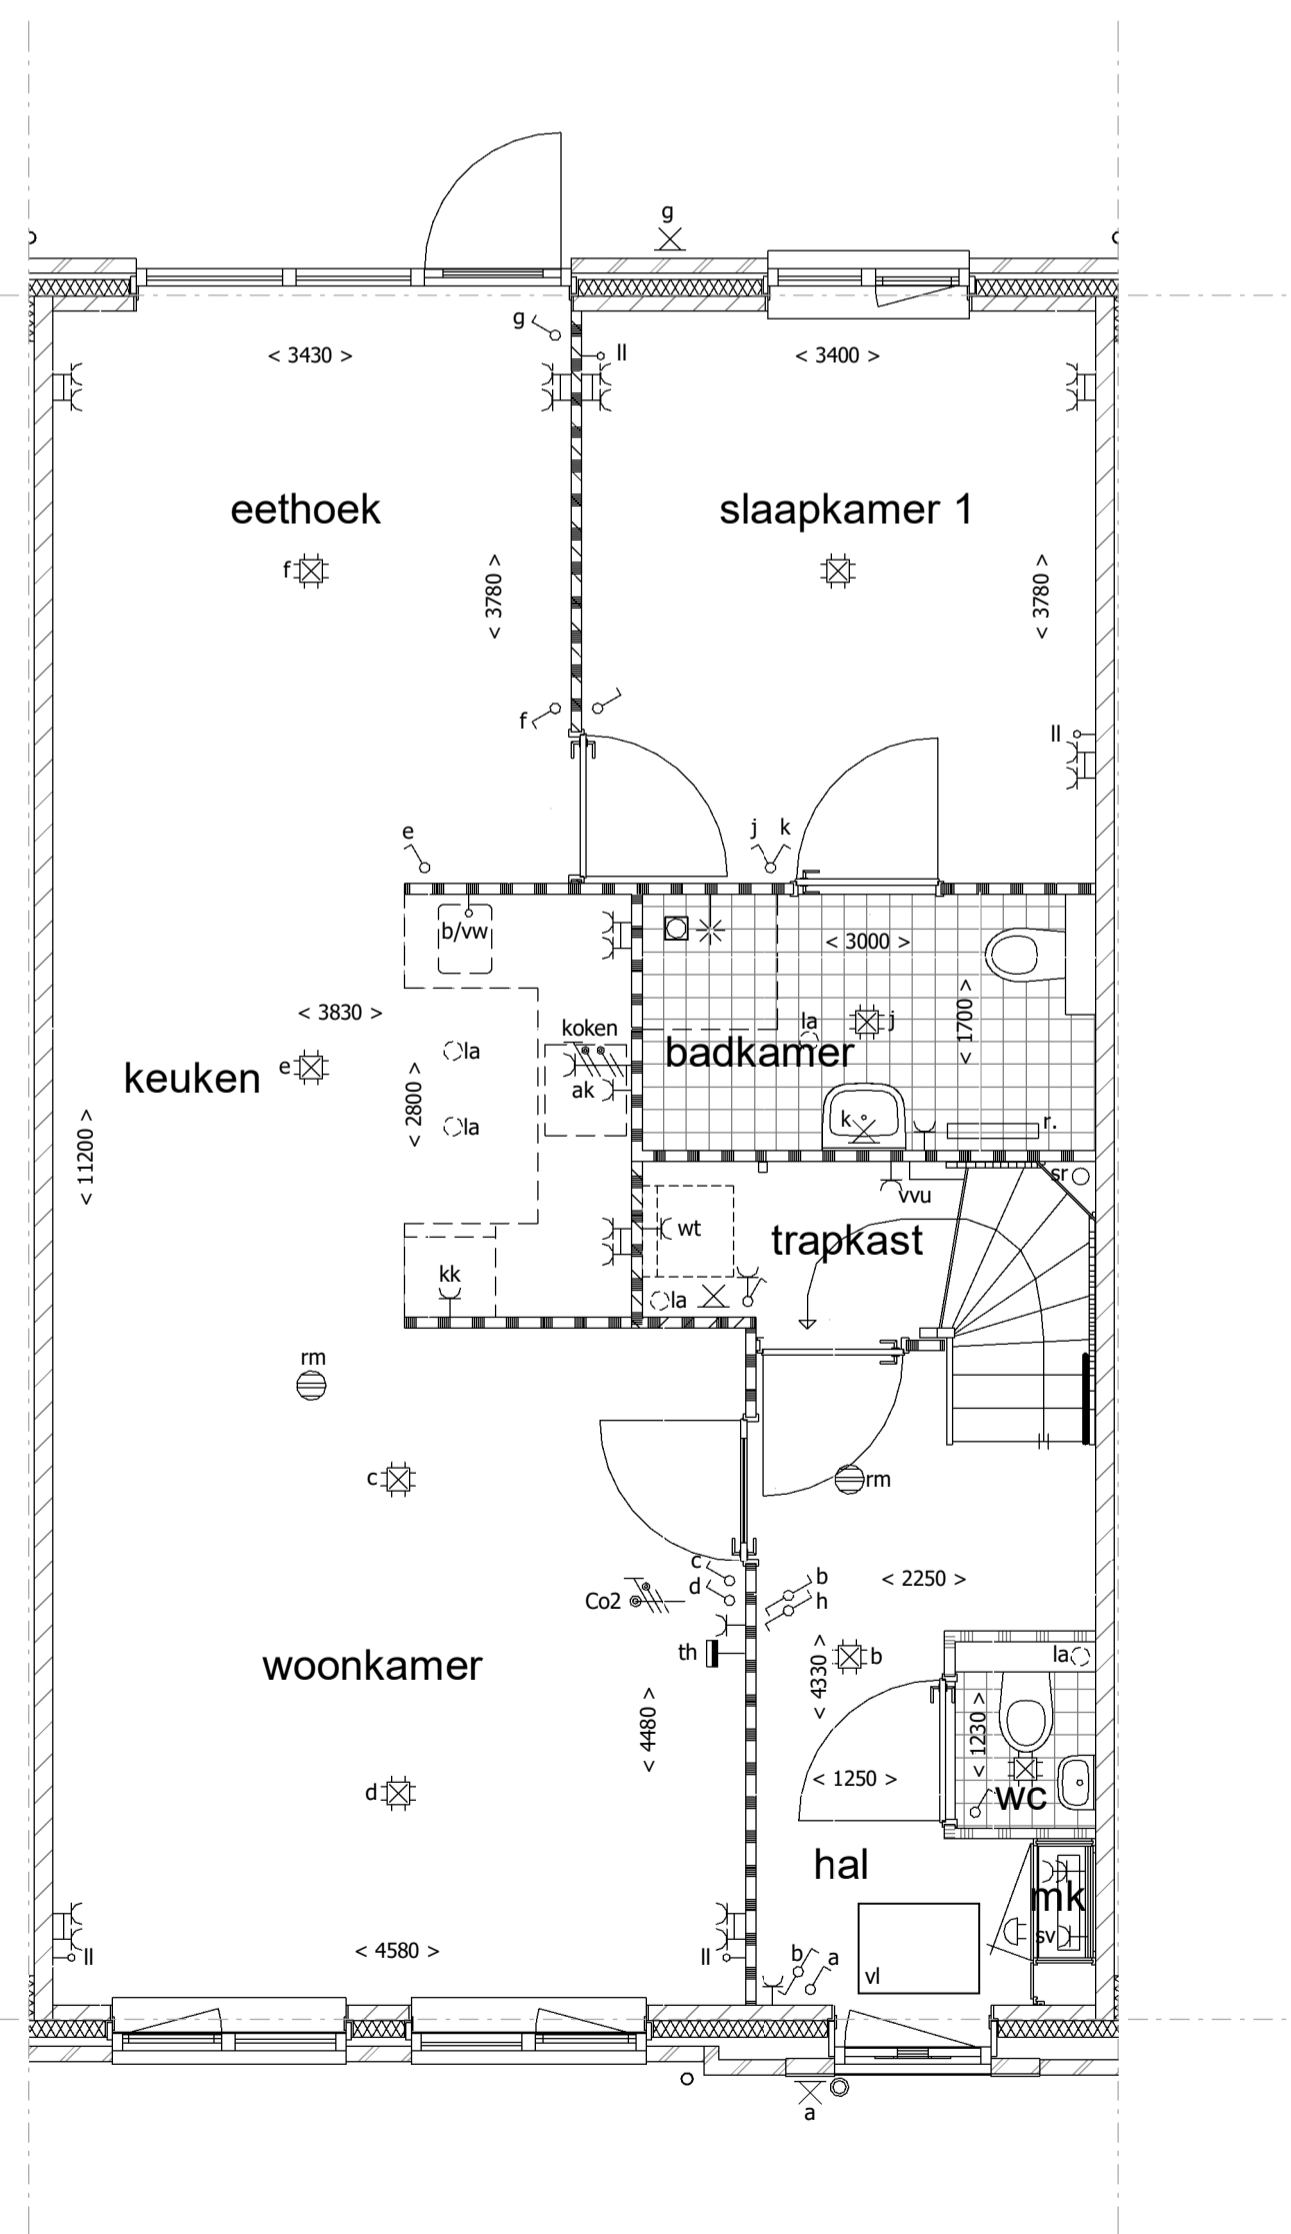 g
g
< 3430 >
ll
< 3400 >
eethoek
slaapkamer 1
f
< 3780 >
< 3780 >
f
ll
e
j k
b/vw
< 3000 >
< 3830 >
koken
la
j
< 1700 >
keuken
e
la
badkamer
ak
< 2800 >
la
k
r.
< 11200 >
sr
vvu
wt
trapkast
kk
la
rm
c
rm
c
d
b
h
< 2250 >
Co2
th
b
la
woonkamer
< 4330 >
< 4480 >
< 1230 >
d
< 1250 >
wc
hal
mk
sv
ll
< 4580 >
ll
b
a
vl
a